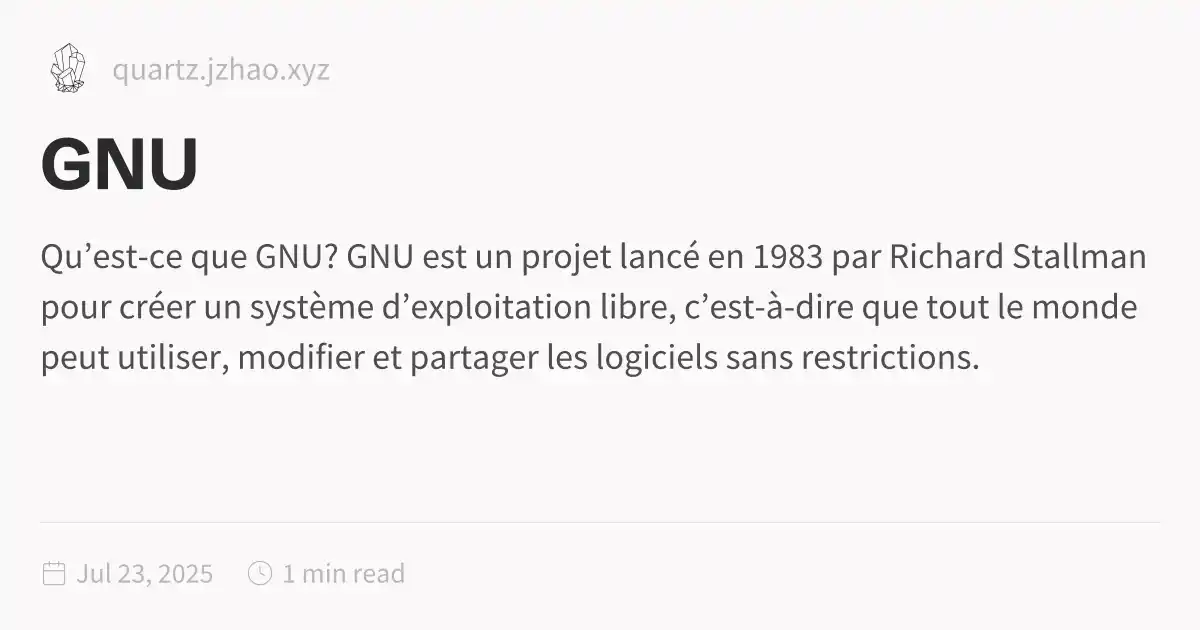 quartz.jzhao.xyz
GNU
Qu’est-ce que GNU? GNU est un projet lancé en 1983 par Richard Stallman
pour créer un système d’exploitation libre, c’est-à-dire que tout le monde
peut utiliser, modifier et partager les logiciels sans restrictions.
Jul 23, 2025 1 min read